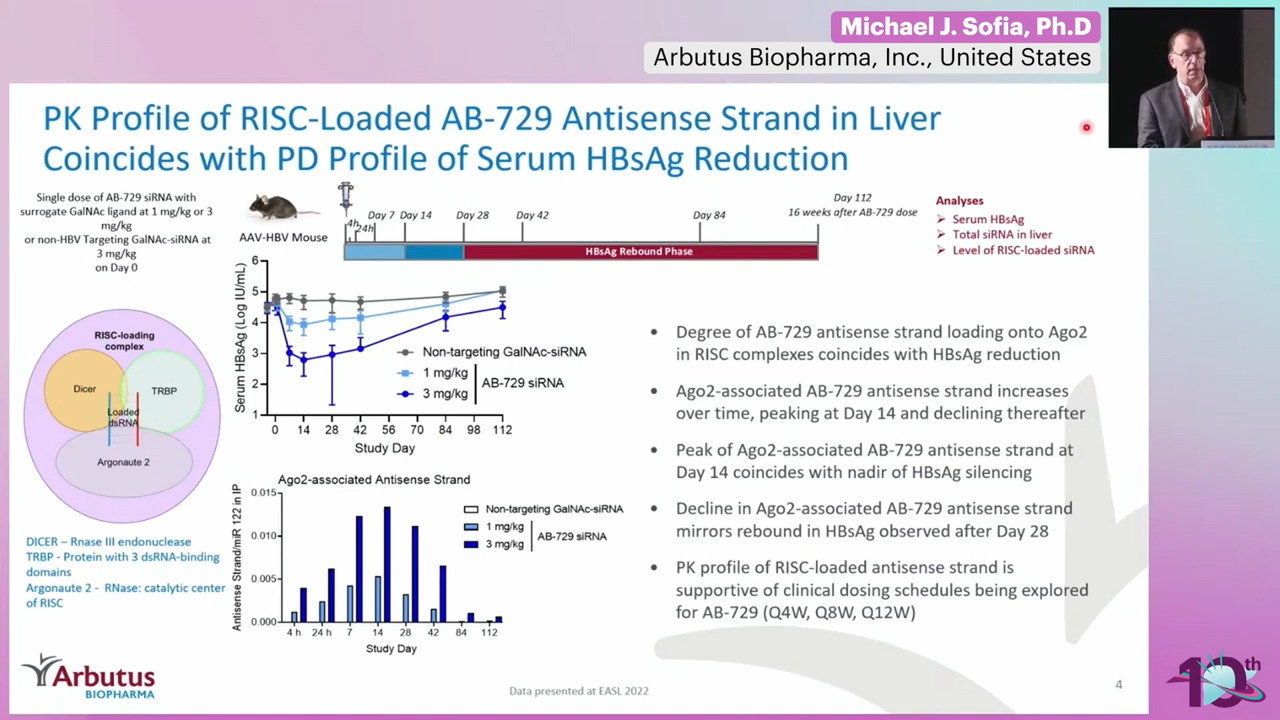 Michael J. Sofia, Ph.D
Arbutus Biopharma, Inc., United States
PK Profile of RISC-Loaded AB-729 Antisense Strand in Liver
Coincides with PD Profile of Serum HBsAg Reduction
Single dose of AB-729 siRNA with
surrogate GalNAc ligand at 1 mg/kg or 3
mg/kg
or non-HBV Targeting GalNAc-siRNA at
3 mg/kg
on Day 0
AAV-HBV Mouse
4h
24h
Day 7
Day 14
Day 28
Day 42
Day 84
Day 112
16 weeks after AB-729 dose
HBsAg Rebound Phase
Analyses
Serum HBsAg
Total siRNA in liver
Level of RISC-loaded siRNA
RISC-loading
complex
Dicer
TRBP
Loaded
dsRNA
Argonaute 2
DICER – Rnase III endonuclease
TRBP - Protein with 3 dsRNA-binding
domains
Argonaute 2 - RNase: catalytic center
of RISC
Serum HBsAg (Log IU/mL)
6
5
4
3
2
1
0 14 28 42 56 70 84 98 112
Study Day
Non-targeting GalNAc-siRNA
1 mg/kg
3 mg/kg
AB-729 siRNA
Ago2-associated Antisense Strand
Antisense Strand/miR 122 in IP
0.015
0.010
0.005
0.000
4 h 24 h 7 14 28 42 84 112
Study Day
Non-targeting GalNAc-siRNA
1 mg/kg
3 mg/kg
AB-729 siRNA
• Degree of AB-729 antisense strand loading onto Ago2
in RISC complexes coincides with HBsAg reduction
• Ago2-associated AB-729 antisense strand increases
over time, peaking at Day 14 and declining thereafter
• Peak of Ago2-associated AB-729 antisense strand at
Day 14 coincides with nadir of HBsAg silencing
• Decline in Ago2-associated AB-729 antisense strand
mirrors rebound in HBsAg observed after Day 28
• PK profile of RISC-loaded antisense strand is
supportive of clinical dosing schedules being explored
for AB-729 (Q4W, Q8W, Q12W)
Arbutus
BIOPHARMA
Data presented at EASL 2022
4
10th